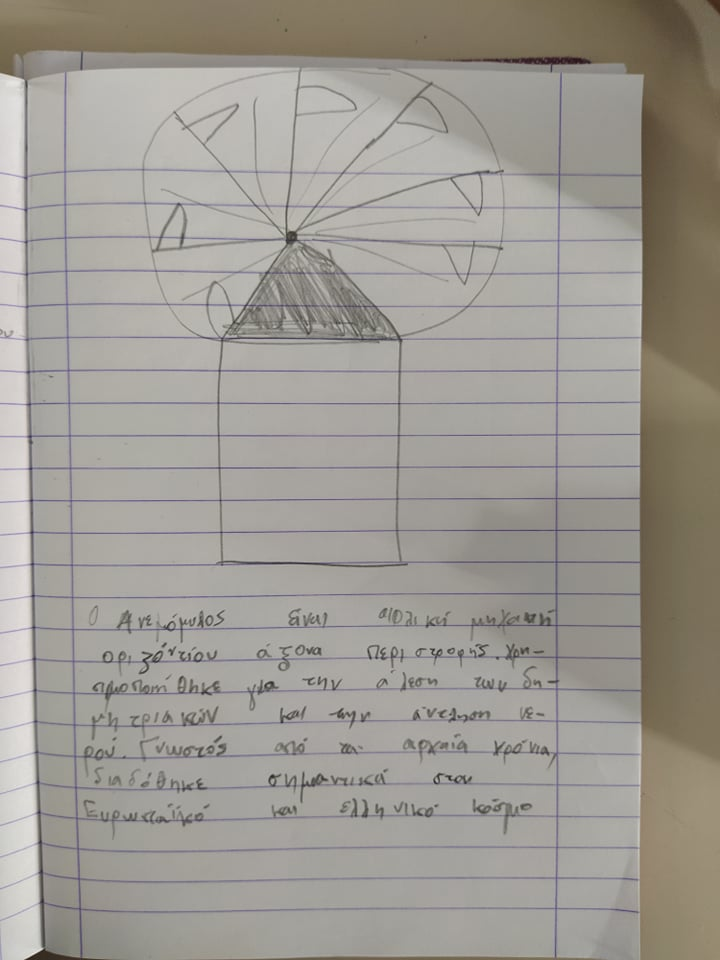 Ο Ανεμόμυλος είναι αιολική μηχανή
οριζόντιου άξονα περιστροφής. Χρη-
σιμοποιήθηκε για την άλεση των δη-
μητριακών και την άντληση νε-
ρού. Γνωστός από τα αρχαία χρόνια,
διαδόθηκε σημαντικά στον
Ευρωπαϊκό και ελληνικό κόσμο